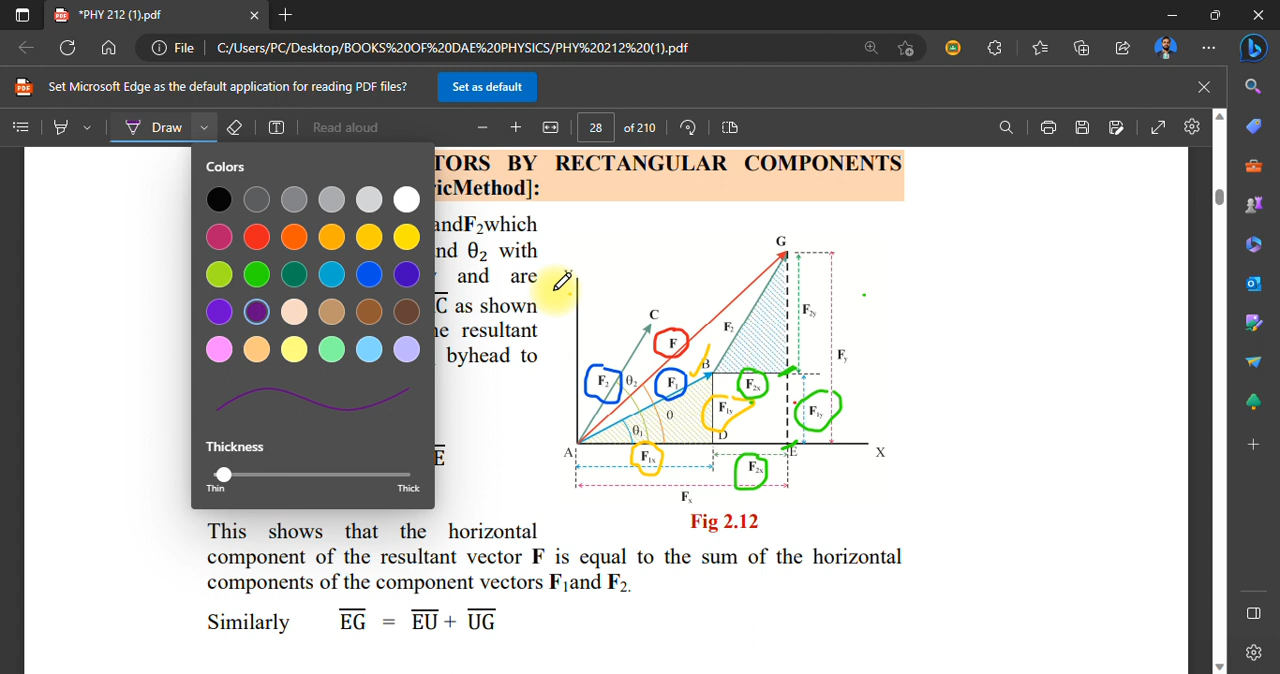 *PHY 212 (1).pdf
File
C:/Users/PC/Desktop/BOOKS%20OF%20DAE%20PHYSICS/PHY%20212%20(1).pdf
PDF
Set Microsoft Edge as the default application for reading PDF files?
Set as default
Draw
Read aloud
28
of 210
Colors
Thickness
Thin
Thick
TORS BY RECTANGULAR COMPONENTS
icMethod]:
andF₂which
nd θ₂ with
and are
C as shown
e resultant
byhead to
E
G
C
F₂
F₂y
F
Fy
B
F₂
θ₂
F₁
F₂x
F₁y
F₁y
θ
θ₁
D
A
F₁x
E
X
F₂x
Fx
Fig 2.12
This shows that the horizontal
component of the resultant vector F is equal to the sum of the horizontal
components of the component vectors F₁and F₂.
Similarly E̅G̅ = E̅U̅ + U̅G̅